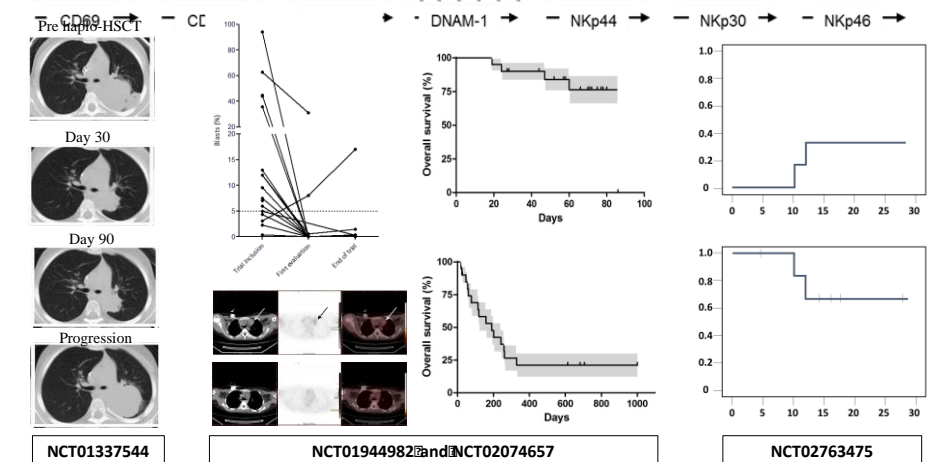 CD69
DNAM-1
NKp44
NKp30
NKp46
Pre haplo-HSCT
Day 30
Day 90
Progression
Blasts (%)
100
80
60
40
20
20
15
10
5
0
Trial inclusion
First evaluation
End of trial
Overall survival (%)
100
75
50
25
0
0
20
40
60
80
100
Days
Overall survival (%)
100
75
50
25
0
0
200
400
600
800
1000
Days
1.0
0.8
0.6
0.4
0.2
0
0
5
10
15
20
25
30
1.0
0.8
0.6
0.4
0.2
0
0
5
10
15
20
25
30
NCT01337544
NCT01944982 and NCT02074657
NCT02763475